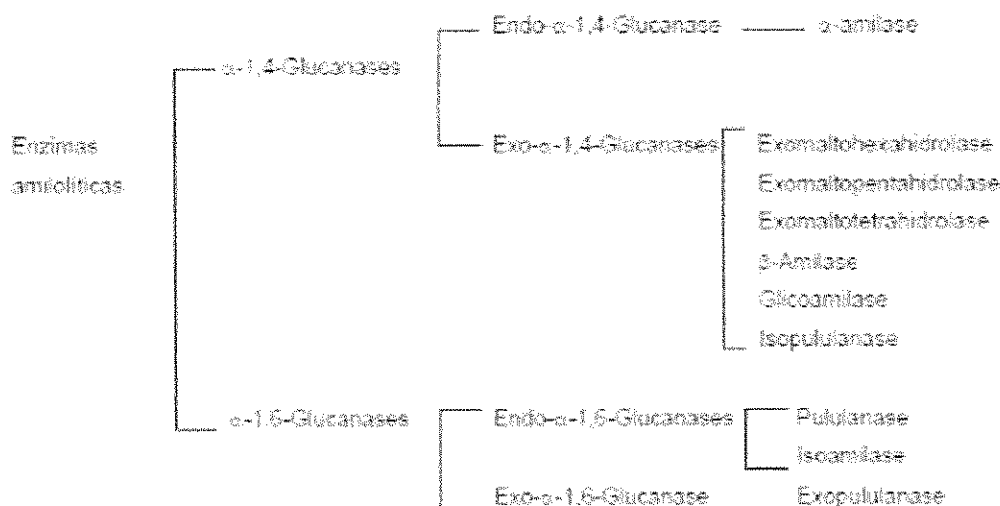 Endo-α-1,4-Glucanase α-amilase
α-1,4-Glucanases
Enzimas
amilolíticas
Exo-α-1,4-Glucanases
Exomaltohexahidrolase
Exomaltopentahidrolase
Exomaltotetrahidrolase
β-Amilase
Glicoamilase
Isopululanase
α-1,6-Glucanases
Endo-α-1,6-Glucanases
Pululanase
Isoamilase
Exo-α-1,6-Glucanase Exopululanase